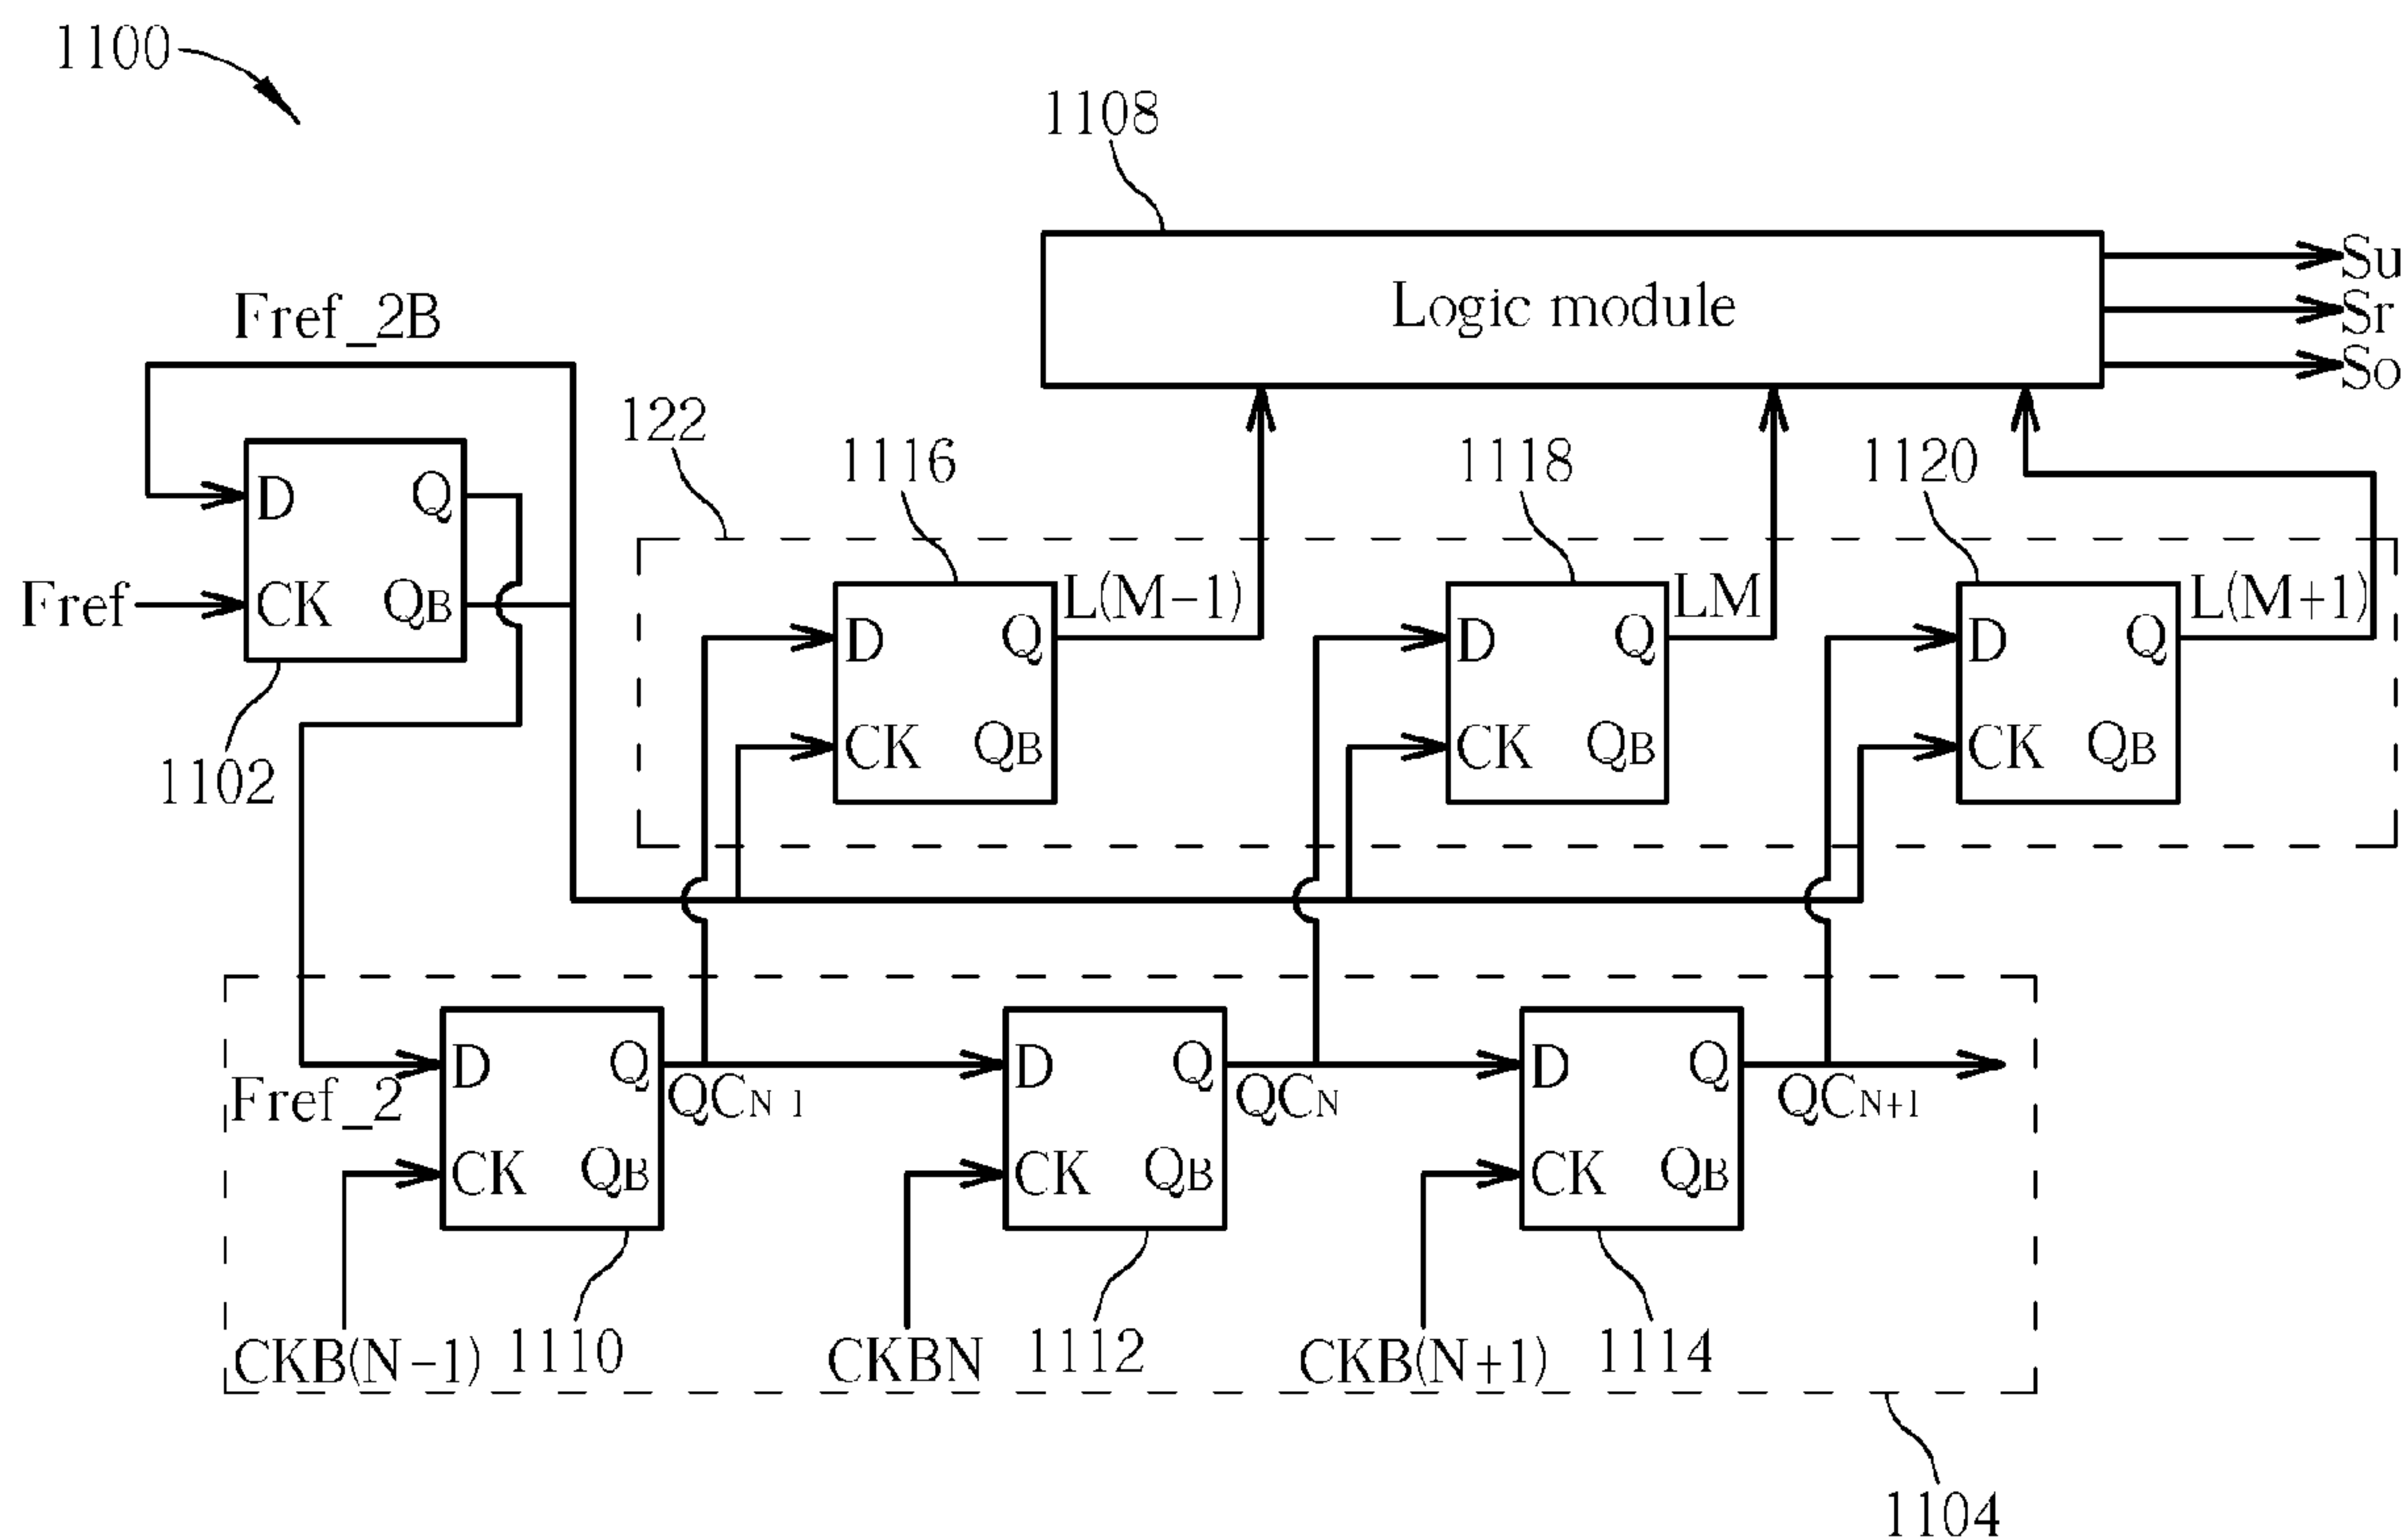 1100
1108
Logic module
Su
Sr
So
Fref_2B
122
1116
1118
1120
D Q
CK QB
Fref
1102
D Q
CK QB
L(M-1)
D Q
CK QB
LM
D Q
CK QB
L(M+1)
Fref_2
D Q
CK QB
QCN 1
D Q
CK QB
QCN
D Q
CK QB
QCN+1
CKB(N-1)
1110
CKBN
1112
CKB(N+1)
1114
1104